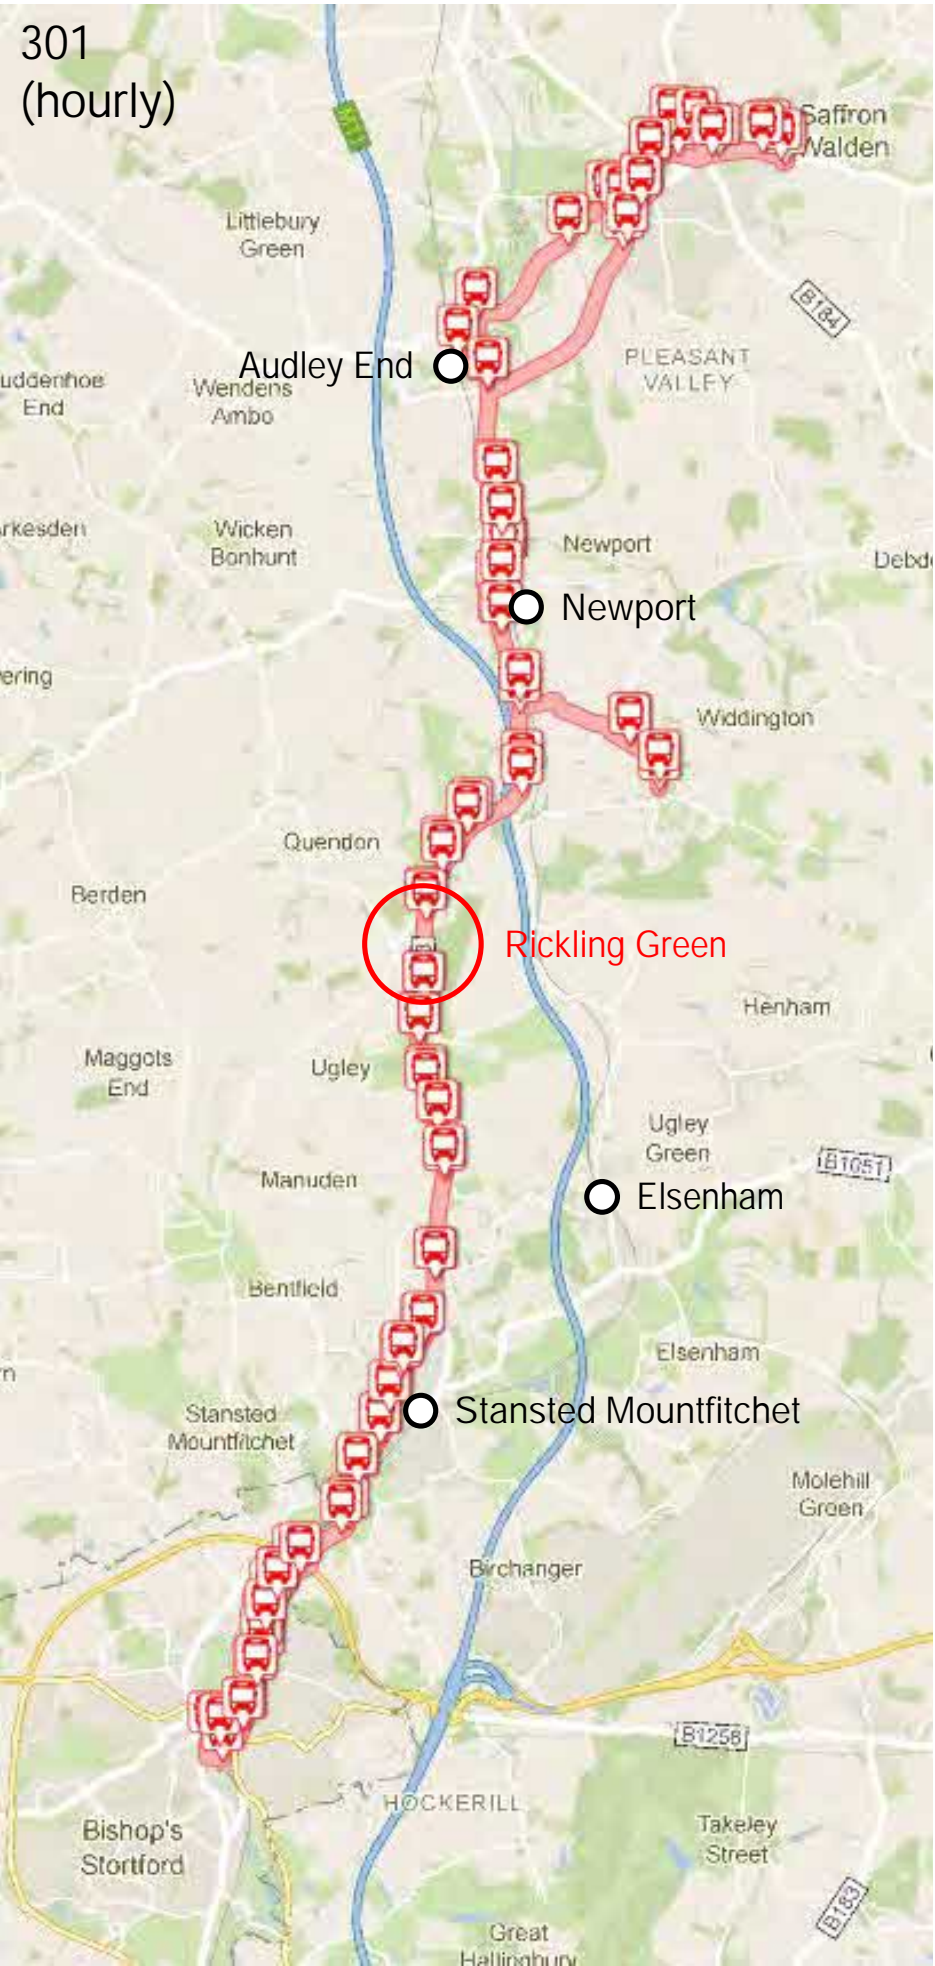 301
(hourly)
M11
Saffron
Walden
Littlebury
Green
B184
Audley End
PLEASANT
VALLEY
uddenhoe
End
Wendens
Ambo
rkesden
Wicken
Bonhunt
Newport
Debd
Newport
ering
Widdington
Quendon
Berden
Rickling Green
Henham
Maggots
End
Ugley
Ugley
Green
B1051
Manuden
Elsenham
Bentfield
Elsenham
Stansted
Mountfitchet
Stansted Mountfitchet
Molehill
Green
Birchanger
B1256
HOCKERILL
Bishop's
Stortford
Takeley
Street
B183
Great
Hallingbury